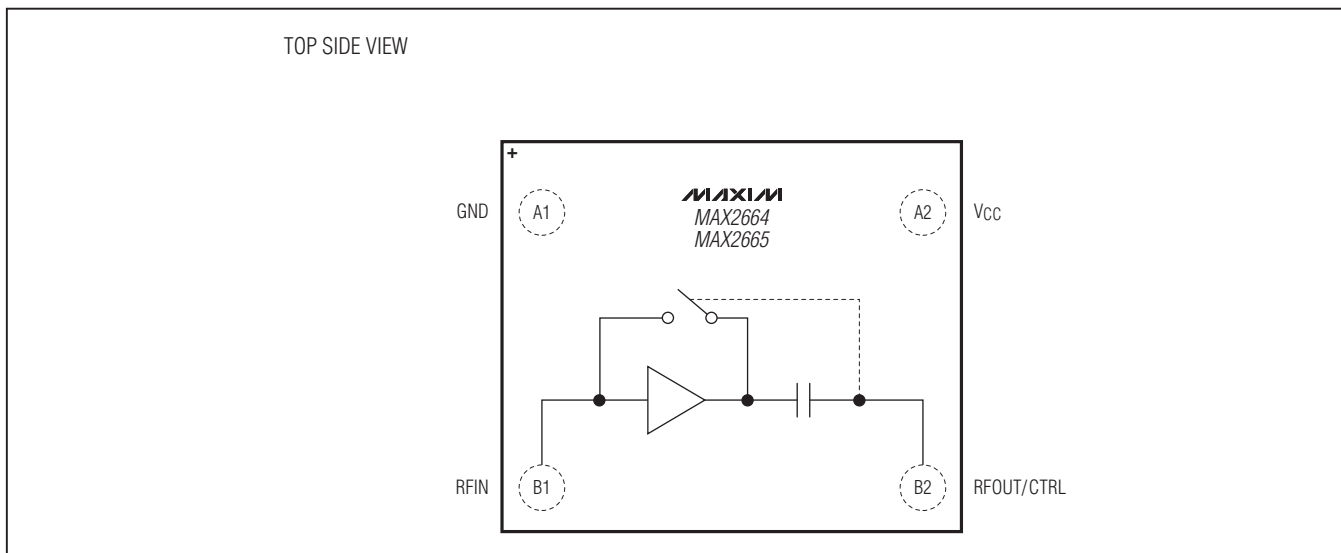 TOP SIDE VIEW
+
MAXIM
MAX2664
MAX2665
GND
A1
A2
VCC
RFIN
B1
B2
RFOUT/CTRL